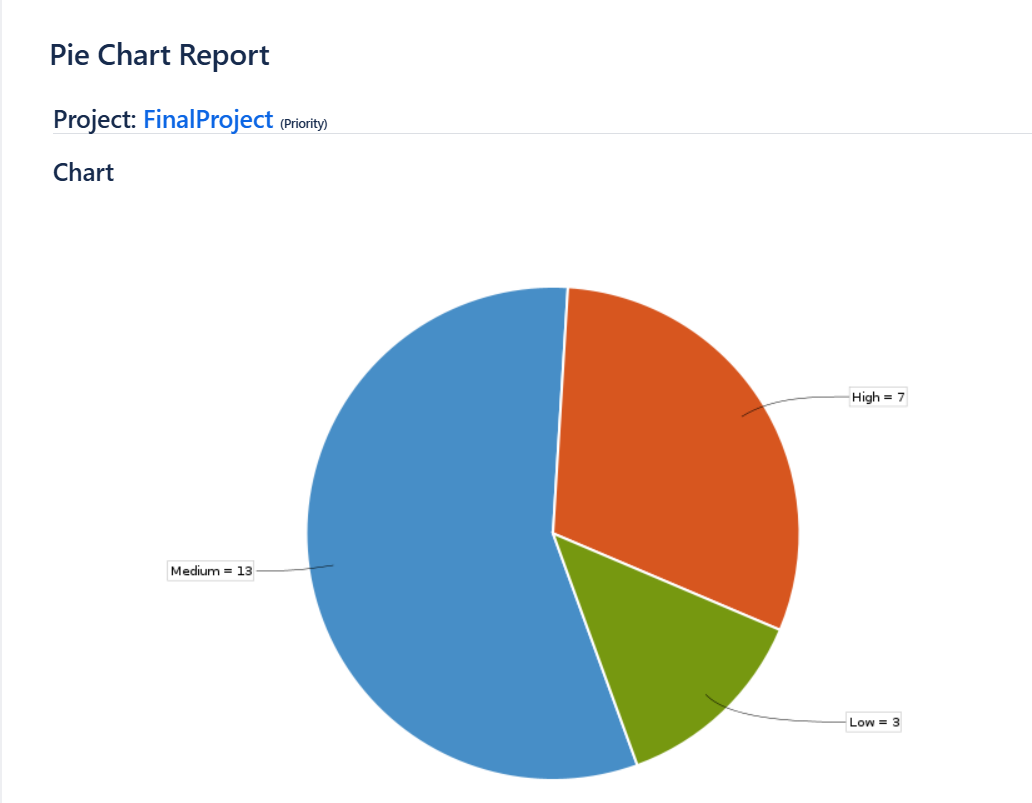 Pie Chart Report
Project: FinalProject (Priority)
Chart
High = 7
Medium = 13
Low = 3